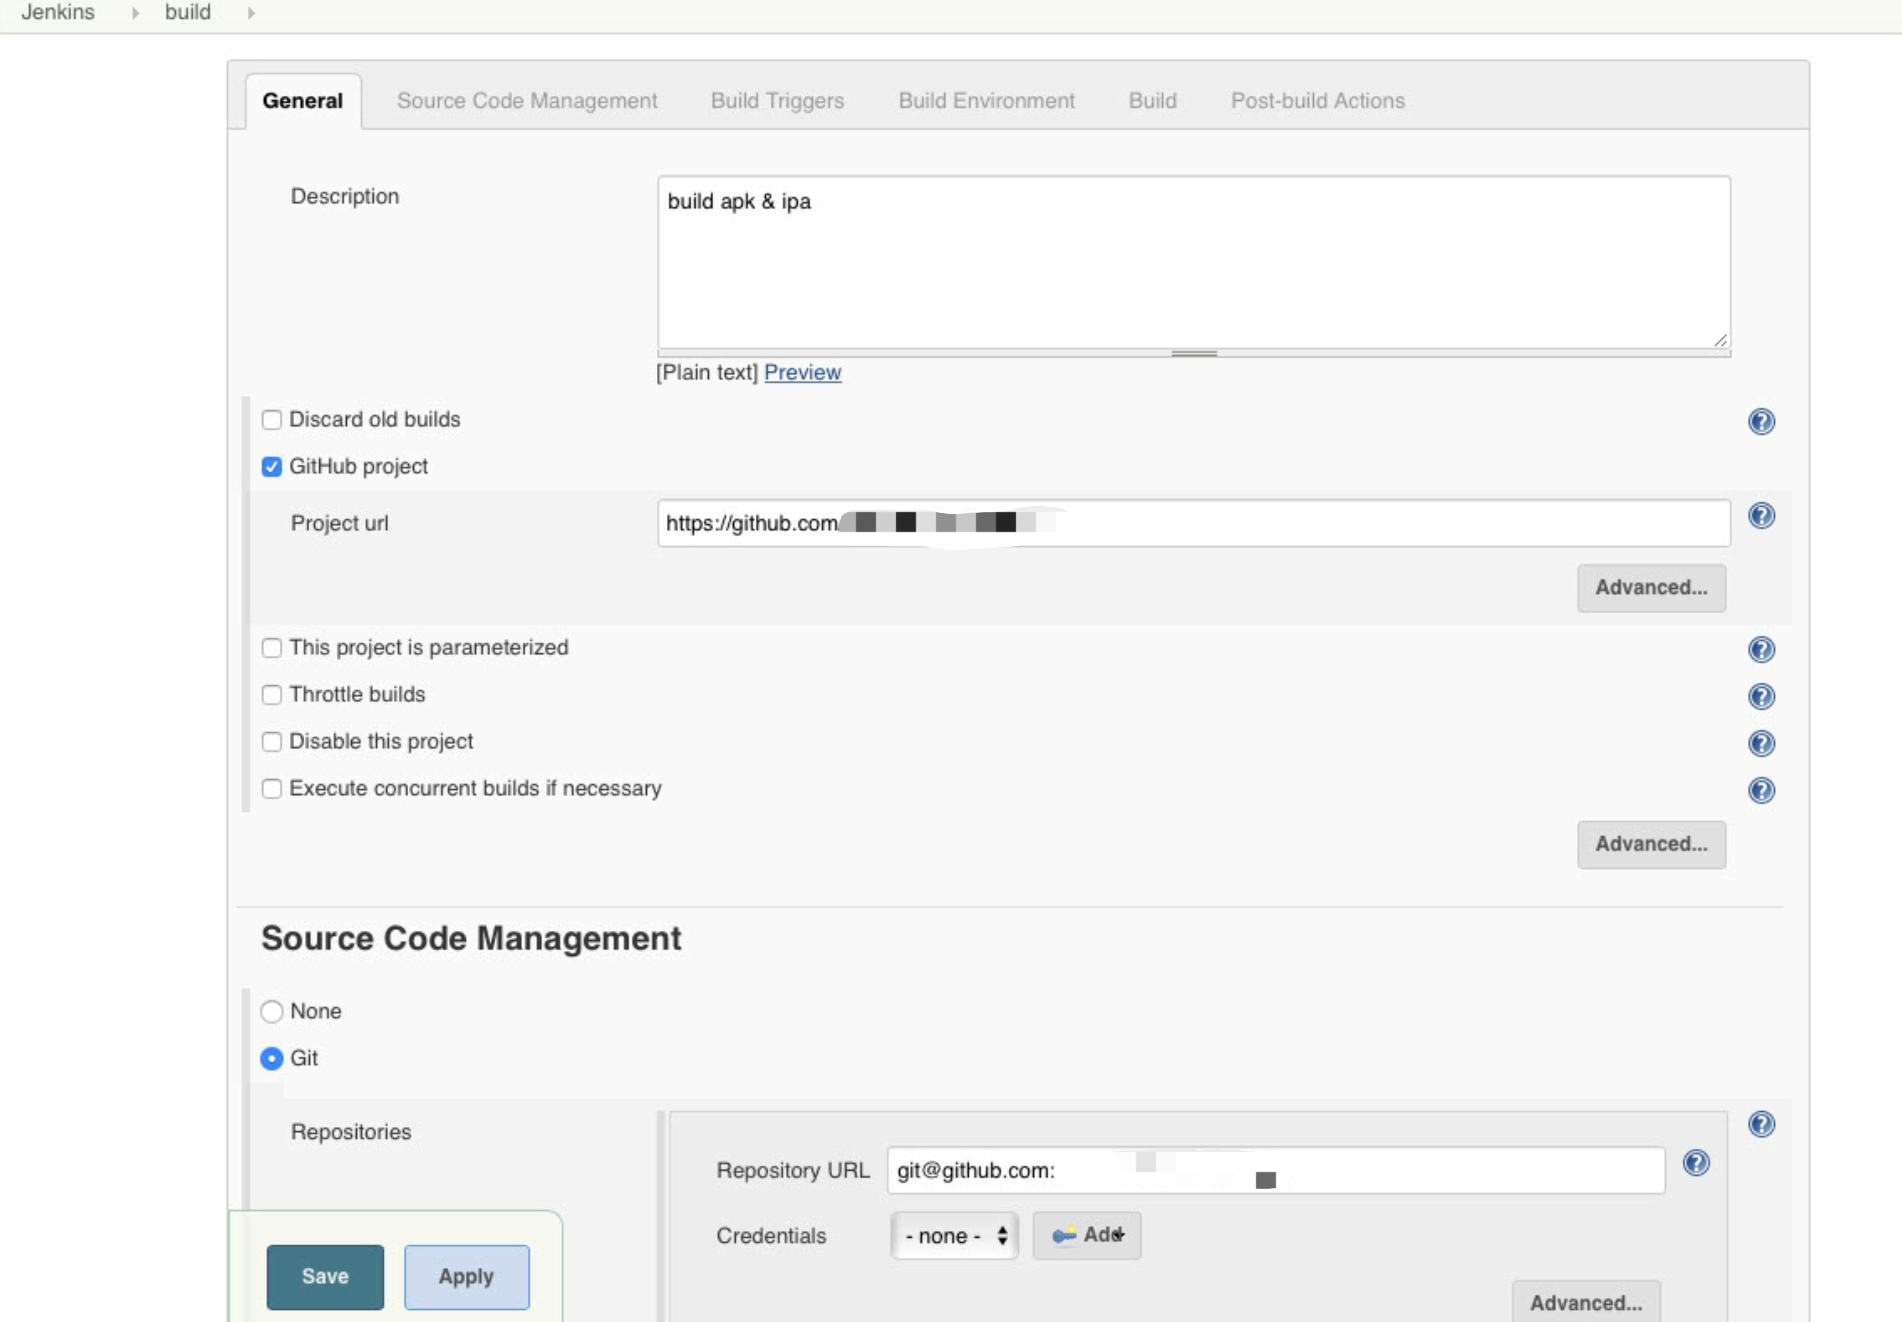 Jenkins build
General Source Code Management Build Triggers Build Environment Build Post-build Actions
Description
build apk & ipa
[Plain text] Preview
Discard old builds
GitHub project
Project url
https://github.com
Advanced...
This project is parameterized
Throttle builds
Disable this project
Execute concurrent builds if necessary
Advanced...
Source Code Management
None
Git
Repositories
Repository URL git@github.com:
Credentials - none - Add
Save Apply
Advanced...